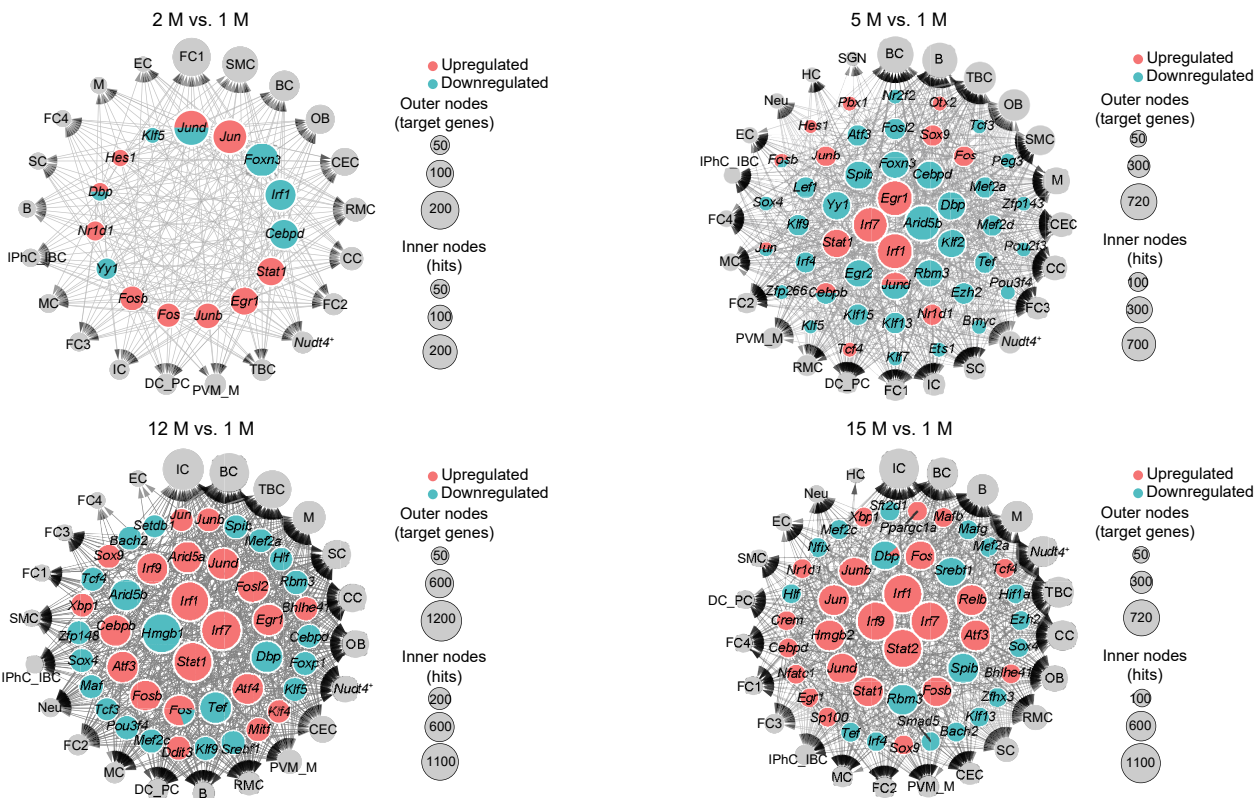 2 M vs. 1 M
FC1
SMC
BC
OB
CEC
RMC
CC
FC2
Nudt4+
TBC
PVM_M
DC_PC
IC
FC3
MC
IPhC_IBC
B
SC
FC4
M
EC
Jund
Jun
Foxn3
Irf1
Cebpd
Stat1
Egr1
Junb
Fos
Fosb
Yy1
Nr1d1
Dbp
Hes1
Klf5
Upregulated
Downregulated
Outer nodes
(target genes)
50
100
200
Inner nodes
(hits)
50
100
200
5 M vs. 1 M
BC
B
TBC
OB
SMC
M
CEC
CC
FC3
Nudt4+
SC
IC
FC1
DC_PC
RMC
PVM_M
FC2
MC
FC4
IPhC_IBC
EC
Neu
HC
SGN
Pbx1
Nr2f2
Otx2
Tcf3
Peg3
Zfp143
Pou2f3
Pou3f4
Bmyc
Ets1
Klf7
Tcf4
Klf5
Zfp266
Jun
Sox4
Fosb
Hes1
Atf3
Fosl2
Sox9
Fos
Mef2a
Mef2d
Tef
Ezh2
Nr1d1
Klf13
Klf15
Cebpb
Irf4
Klf9
Lef1
Junb
Spib
Foxn3
Cebpd
Dbp
Klf2
Rbm3
Jund
Egr2
Stat1
Yy1
Egr1
Arid5b
Irf1
Irf7
Upregulated
Downregulated
Outer nodes
(target genes)
50
300
720
Inner nodes
(hits)
100
300
700
12 M vs. 1 M
IC
BC
TBC
M
SC
CC
OB
Nudt4+
CEC
PVM_M
RMC
B
DC_PC
MC
FC2
Neu
IPhC_IBC
SMC
FC1
FC3
FC4
EC
Jun
Junb
Spib
Mef2a
Hlf
Rbm3
Bhlhe41
Cebpd
Foxp1
Klf5
Klf4
Mitf
Srebf1
Klf9
Ddit3
Mef2c
Pou3f4
Tcf3
Maf
Sox4
Zfp148
Xbp1
Tcf4
Sox9
Bach2
Setdb1
Irf9
Arid5a
Jund
Fosl2
Egr1
Dbp
Atf4
Tef
Fos
Fosb
Atf3
Cebpb
Arid5b
Irf1
Irf7
Stat1
Hmgb1
Upregulated
Downregulated
Outer nodes
(target genes)
50
600
1200
Inner nodes
(hits)
200
600
1100
15 M vs. 1 M
IC
BC
B
M
Nudt4+
TBC
CC
OB
RMC
SC
CEC
PVM_M
FC2
MC
IPhC_IBC
FC3
FC1
FC4
DC_PC
SMC
EC
Neu
HC
Sft2d1
Ppargc1a
Mafb
Mafg
Mef2a
Tcf4
Hif1a
Ezh2
Sox4
Bhlhe41
Zfhx3
Klf13
Bach2
Smad5
Sox9
Irf4
Tef
Sp100
Egr1
Nfatc1
Cebpd
Crem
Hlf
Nr1d1
Nfix
Mef2c
Xbp1
Dbp
Fos
Srebf1
Relb
Atf3
Spib
Fosb
Rbm3
Stat1
Jund
Hmgb2
Jun
Junb
Irf1
Irf7
Stat2
Irf9
Upregulated
Downregulated
Outer nodes
(target genes)
50
300
720
Inner nodes
(hits)
100
600
1100